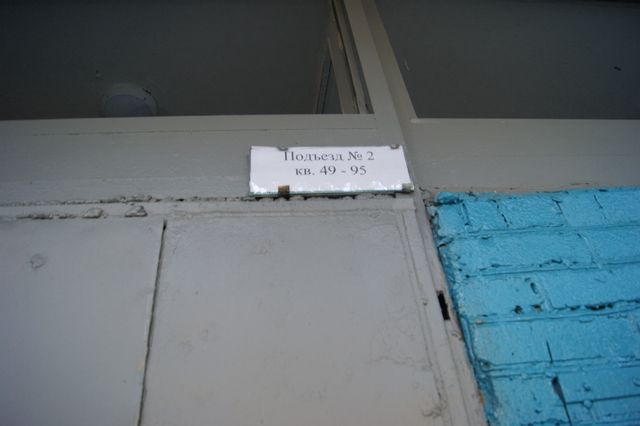 Подъезд № 2
кв. 49 - 95